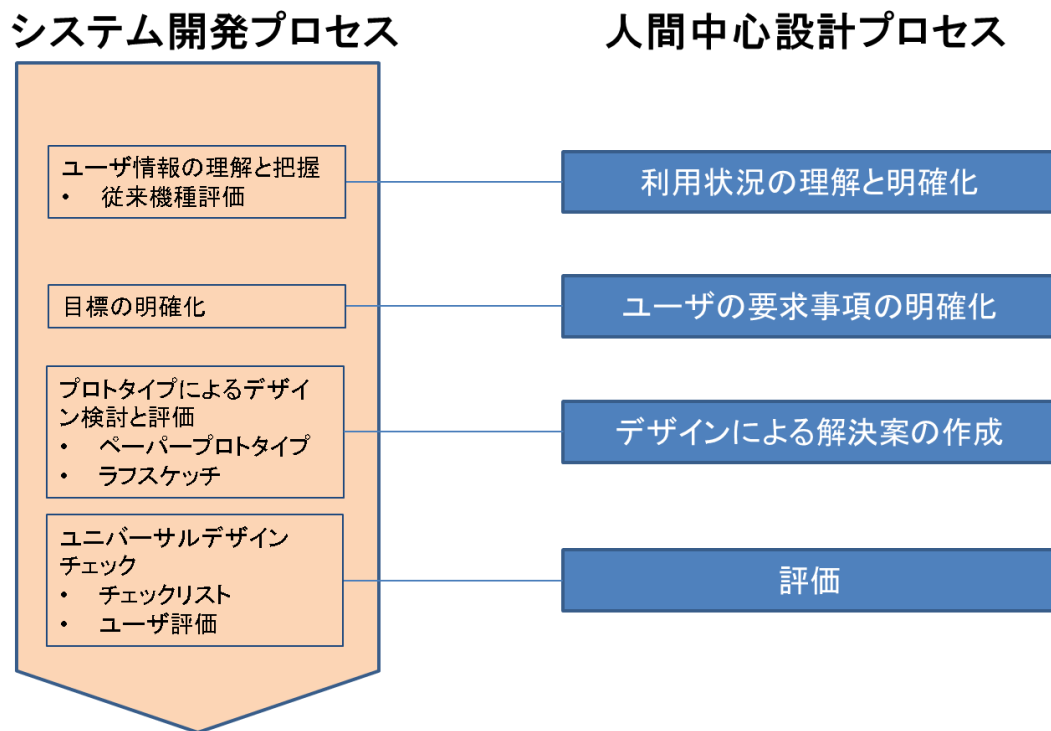 システム開発プロセス
人間中心設計プロセス
ユーザ情報の理解と把握
• 従来機種評価
利用状況の理解と明確化
目標の明確化
ユーザの要求事項の明確化
プロトタイプによるデザイ
ン検討と評価
• ペーパープロトタイプ
• ラフスケッチ
デザインによる解決案の作成
ユニバーサルデザイン
チェック
• チェックリスト
• ユーザ評価
評価